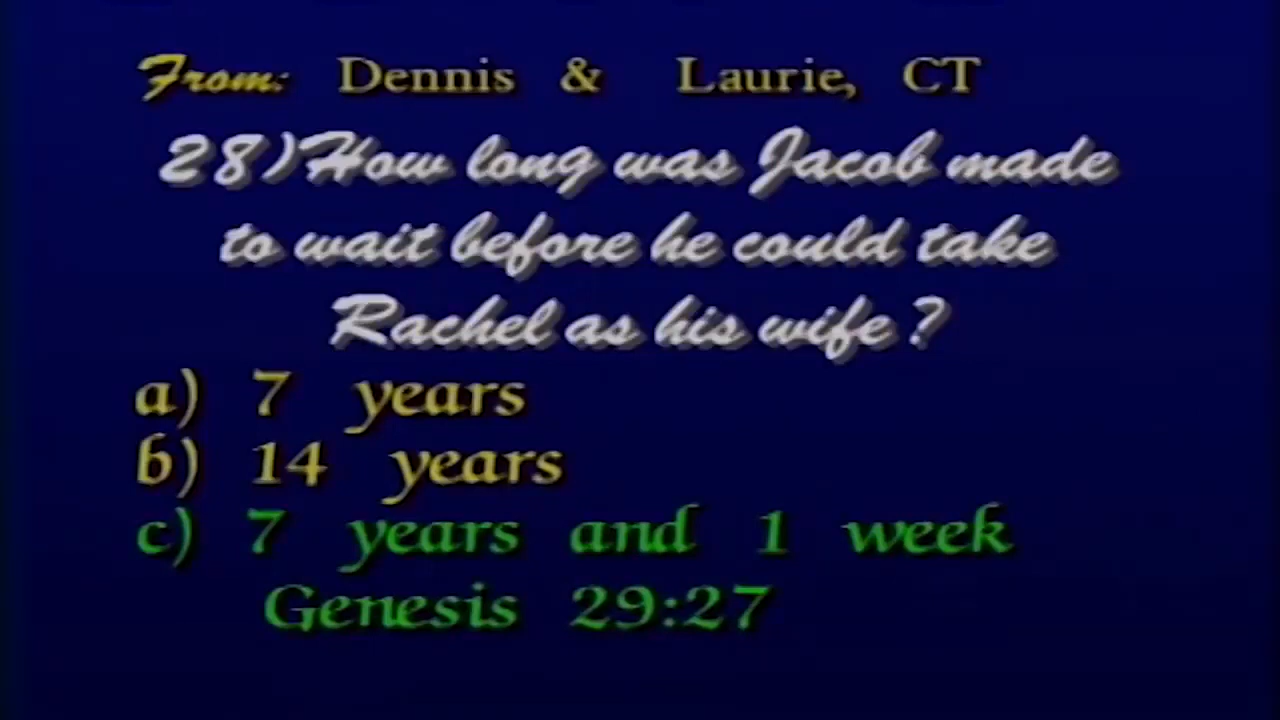 From: Dennis & Laurie, CT
28)How long was Jacob made
to wait before he could take
Rachel as his wife?
a) 7 years
b) 14 years
c) 7 years and 1 week
Genesis 29:27